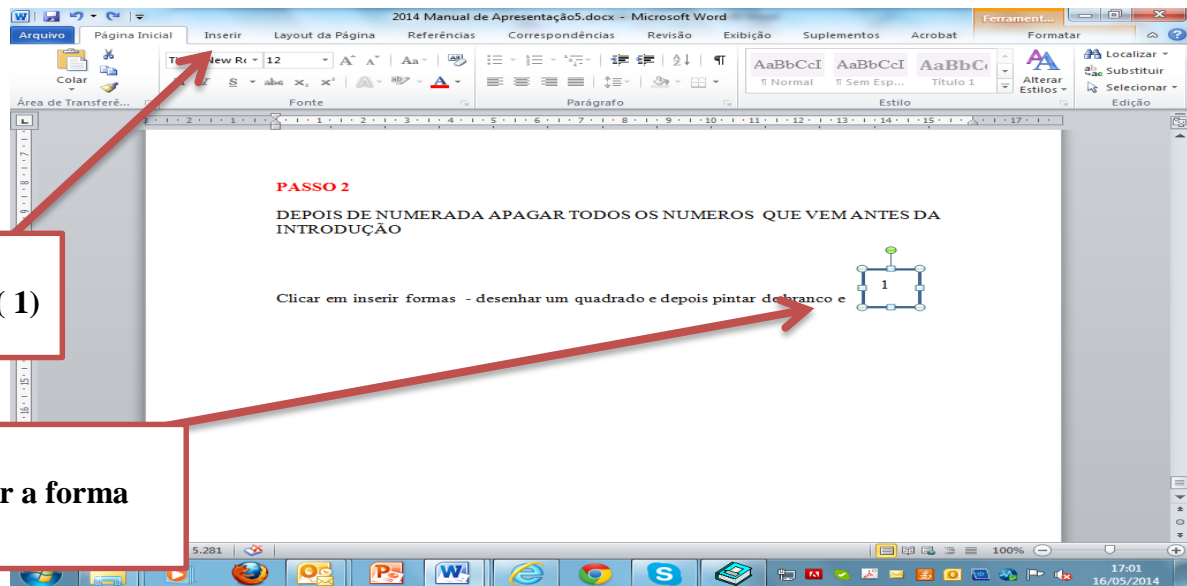 2014 Manual de Apresentação5.docx - Microsoft Word
Ferrament...
Arquivo Página Inicial Inserir Layout da Página Referências Correspondências Revisão Exibição Suplementos Acrobat Formatar
New Ro 12
Colar
Localizar
Substituir
Selecionar
AaBbCcI AaBbCcI AaBbC
¶ Normal ¶ Sem Esp... Título 1
Alterar Estilos
Área de Transferê... Fonte Parágrafo Estilo Edição
PASSO 2
DEPOIS DE NUMERADA APAGAR TODOS OS NUMEROS QUE VEM ANTES DA
INTRODUÇÃO
1
Clicar em inserir formas - desenhar um quadrado e depois pintar de branco e
( 1)
r a forma
5.281
100%
17:01
16/05/2014